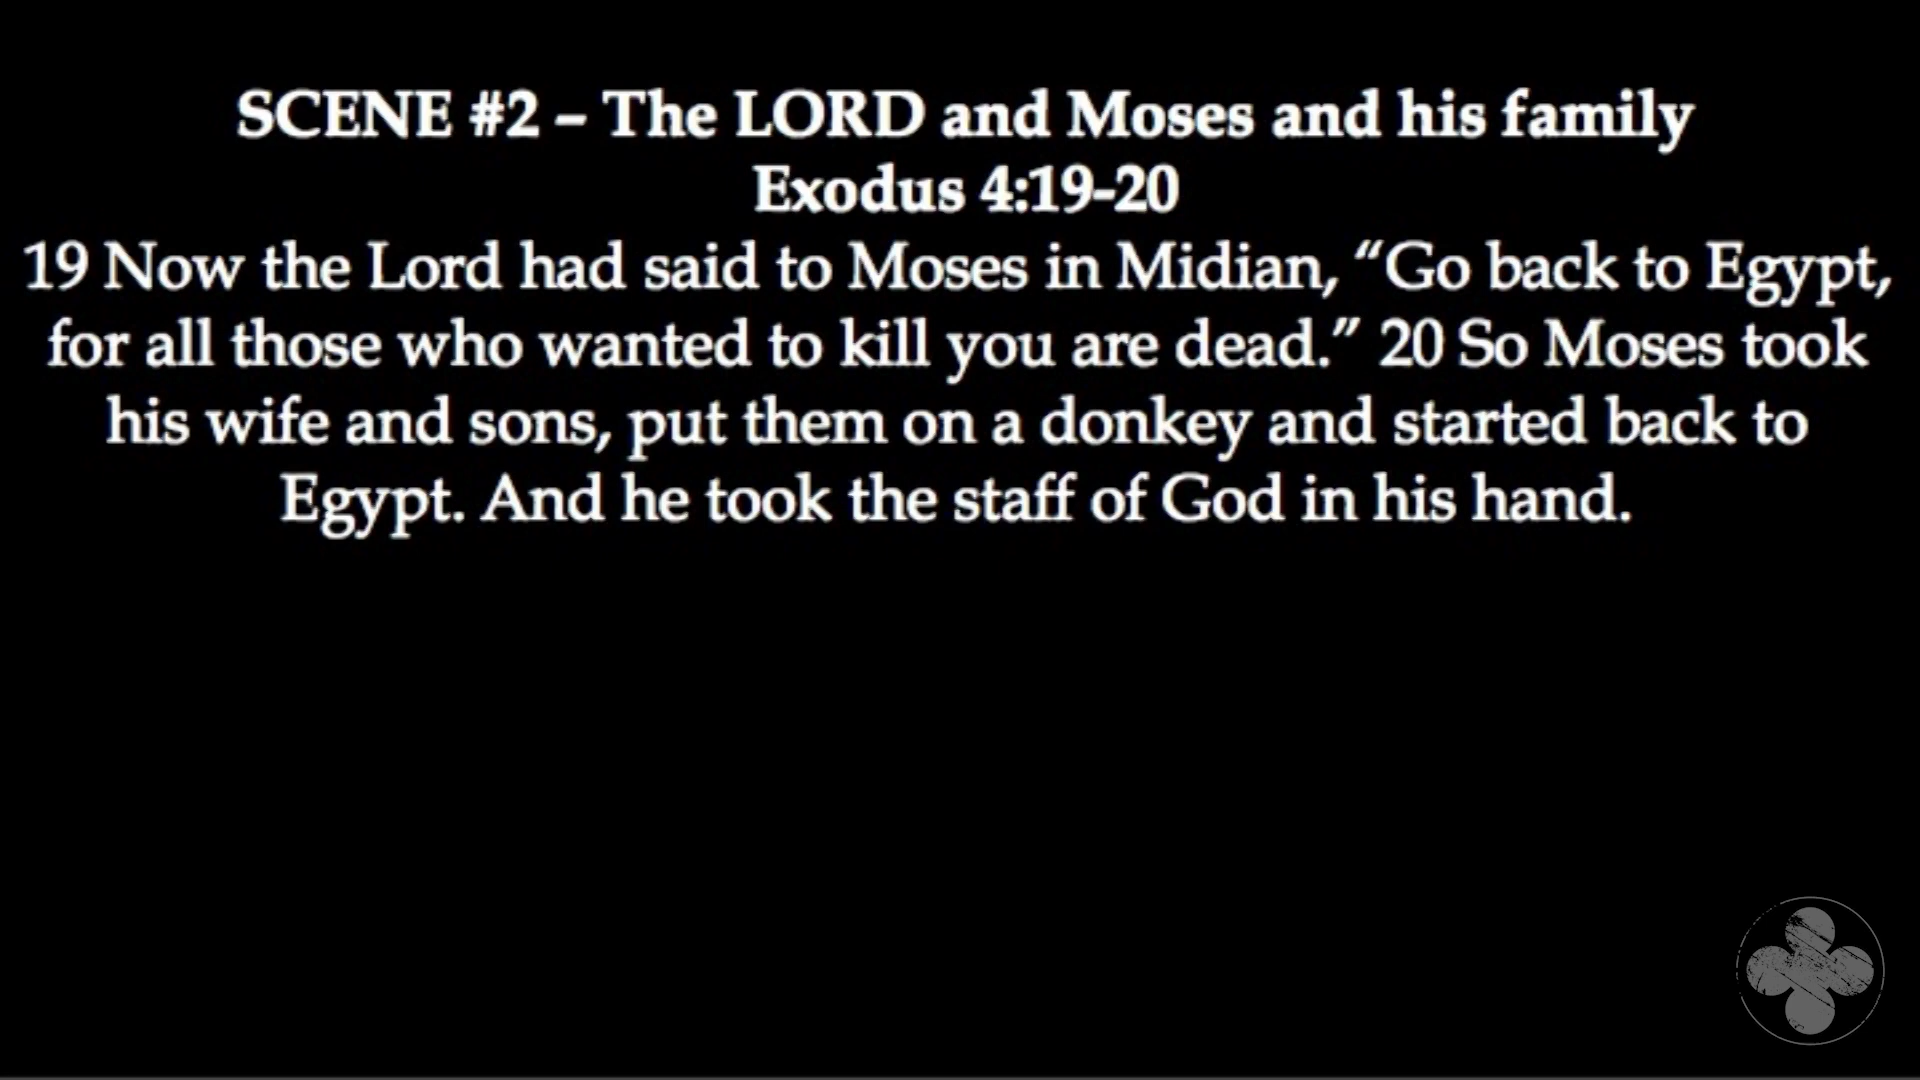 SCENE #2 – The LORD and Moses and his family
Exodus 4:19-20
19 Now the Lord had said to Moses in Midian, “Go back to Egypt,
for all those who wanted to kill you are dead.” 20 So Moses took
his wife and sons, put them on a donkey and started back to
Egypt. And he took the staff of God in his hand.